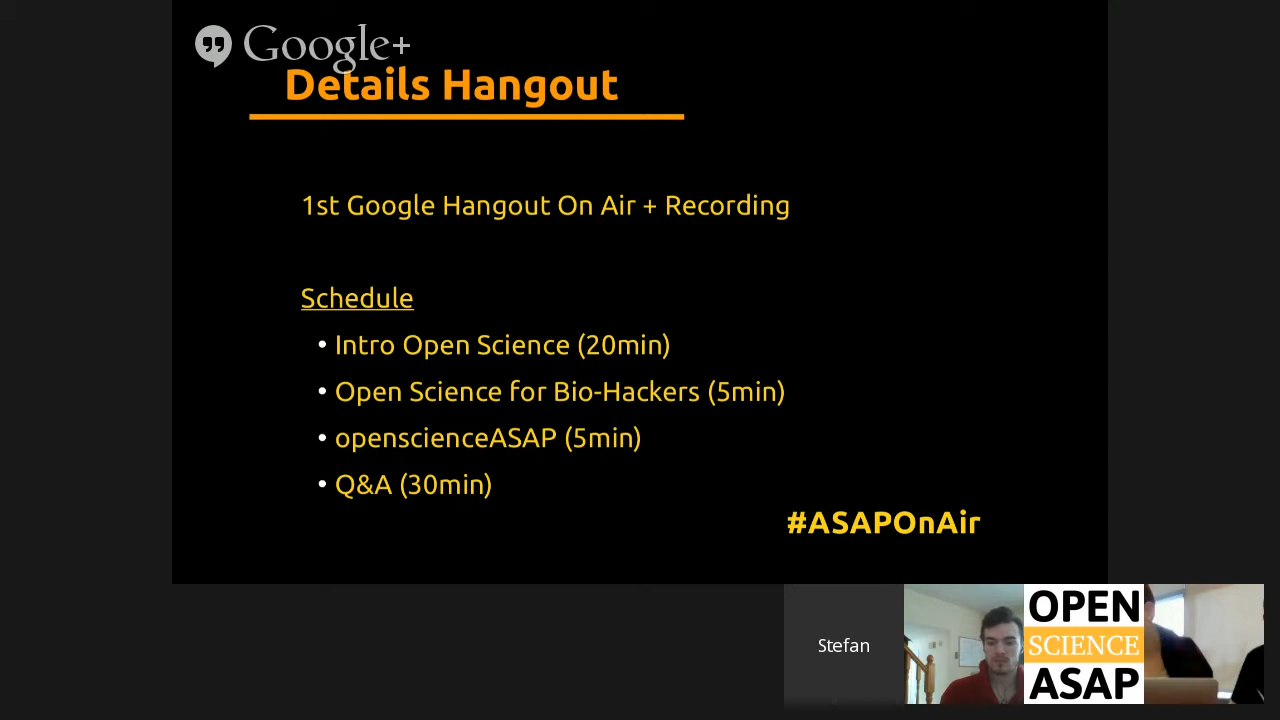 Google+
Details Hangout
1st Google Hangout On Air + Recording
Schedule
• Intro Open Science (20min)
• Open Science for Bio-Hackers (5min)
• openscienceASAP (5min)
• Q&A (30min)
#ASAPOnAir
Stefan
OPEN
SCIENCE
ASAP